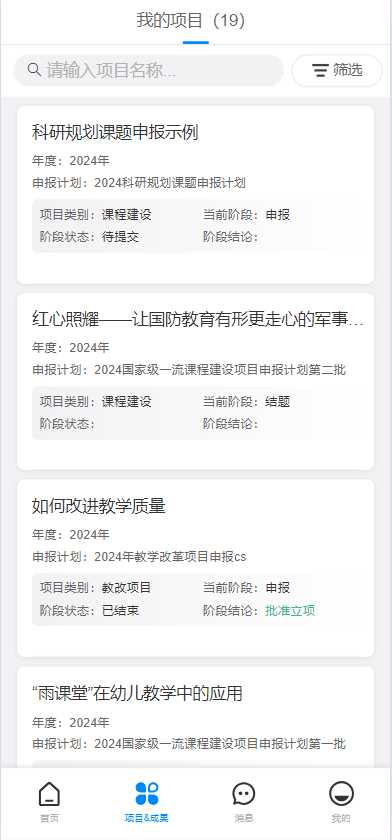 我的项目（19）
请输入项目名称... 筛选
科研规划课题申报示例
年度：2024年
申报计划：2024科研规划课题申报计划
项目类别：课程建设 当前阶段：申报
阶段状态：待提交 阶段结论：
红心照耀——让国防教育有形更走心的军事...
年度：2024年
申报计划：2024国家级一流课程建设项目申报计划第二批
项目类别：课程建设 当前阶段：结题
阶段状态： 阶段结论：
如何改进教学质量
年度：2024年
申报计划：2024年教学改革项目申报cs
项目类别：教改项目 当前阶段：申报
阶段状态：已结束 阶段结论：批准立项
“雨课堂”在幼儿教学中的应用
年度：2024年
申报计划：2024国家级一流课程建设项目申报计划第一批
首页 项目&成果 消息 我的